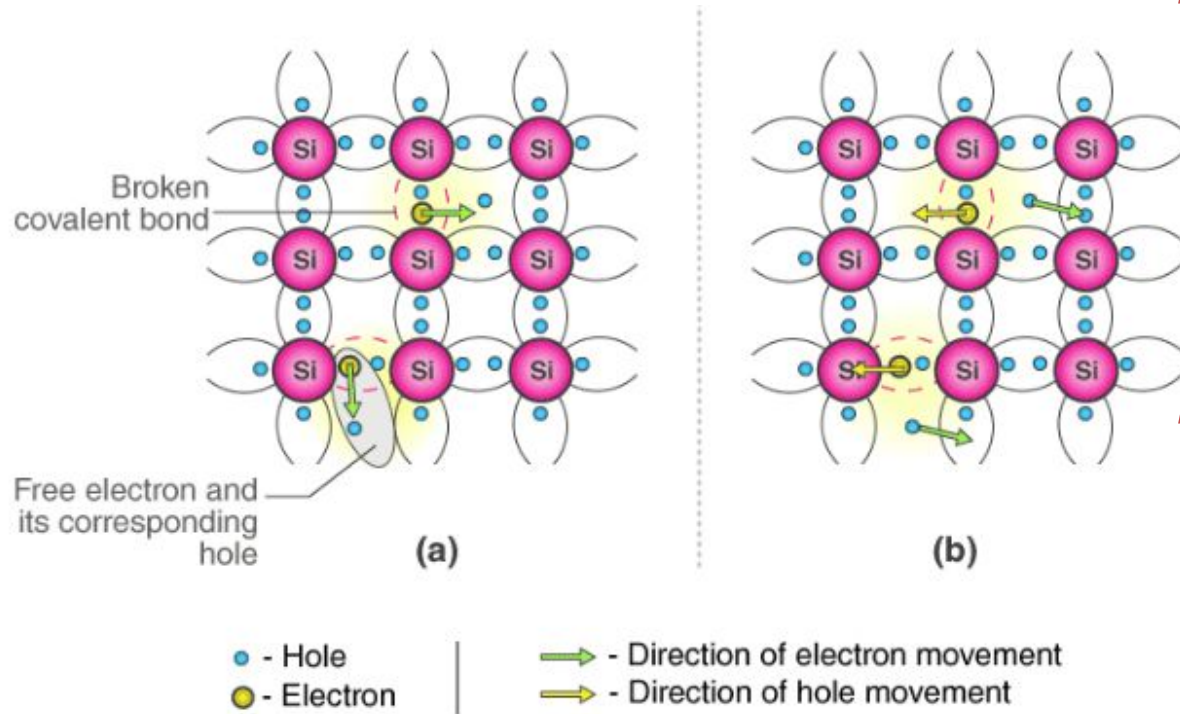 Si Si Si
Si Si Si
Broken
covalent bond
Si Si Si
Si Si Si
Si Si Si
Si Si Si
Free electron and
its corresponding
hole
(a)
(b)
- Hole
- Electron
- Direction of electron movement
- Direction of hole movement